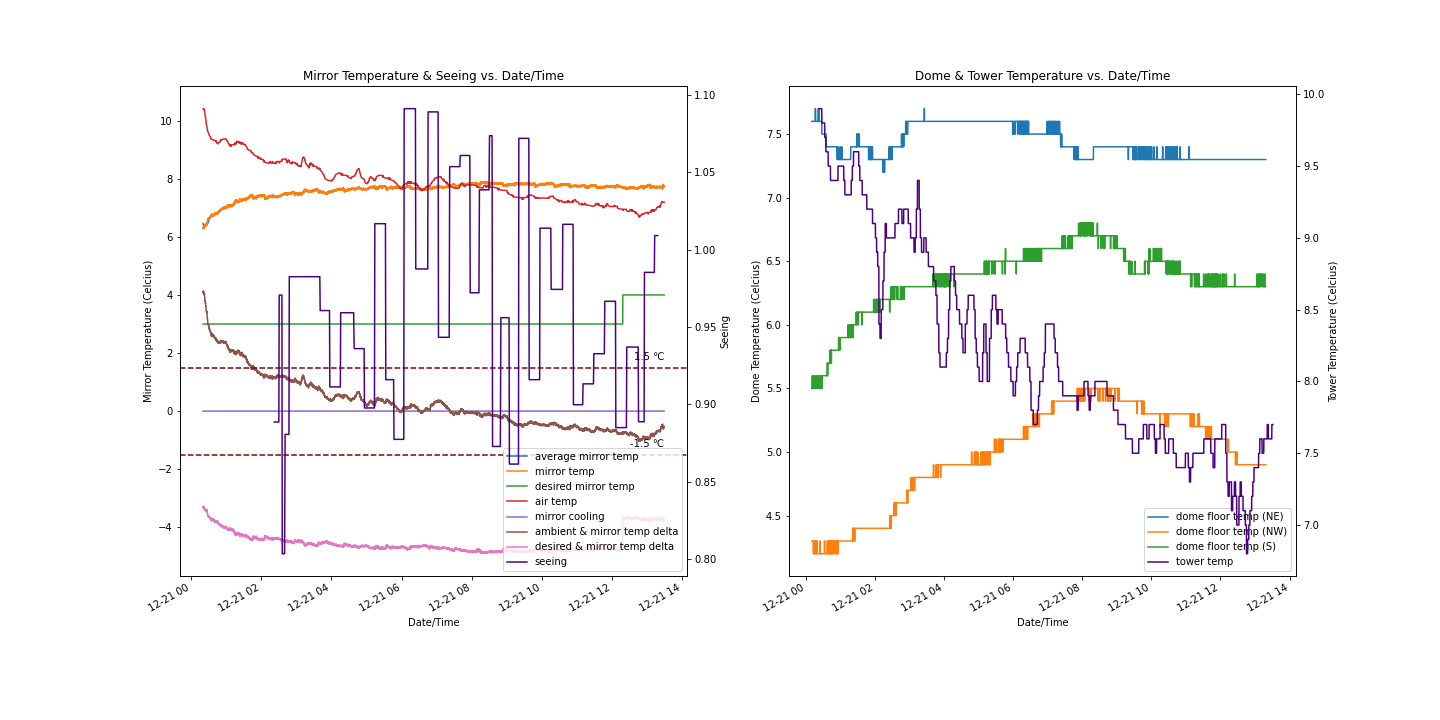 Mirror Temperature & Seeing vs. Date/Time
Mirror Temperature (Celcius)
10
8
6
4
2
0
−2
−4
1.10
1.05
1.00
0.95
0.90
0.85
0.80
Seeing
1.5 °C
-1.5 °C
average mirror temp
mirror temp
desired mirror temp
air temp
mirror cooling
ambient & mirror temp delta
desired & mirror temp delta
seeing
12-21 00
12-21 02
12-21 04
12-21 06
12-21 08
12-21 10
12-21 12
12-21 14
Date/Time
Dome & Tower Temperature vs. Date/Time
Dome Temperature (Celcius)
7.5
7.0
6.5
6.0
5.5
5.0
4.5
10.0
9.5
9.0
8.5
8.0
7.5
7.0
Tower Temperature (Celcius)
dome floor temp (NE)
dome floor temp (NW)
dome floor temp (S)
tower temp
12-21 00
12-21 02
12-21 04
12-21 06
12-21 08
12-21 10
12-21 12
12-21 14
Date/Time